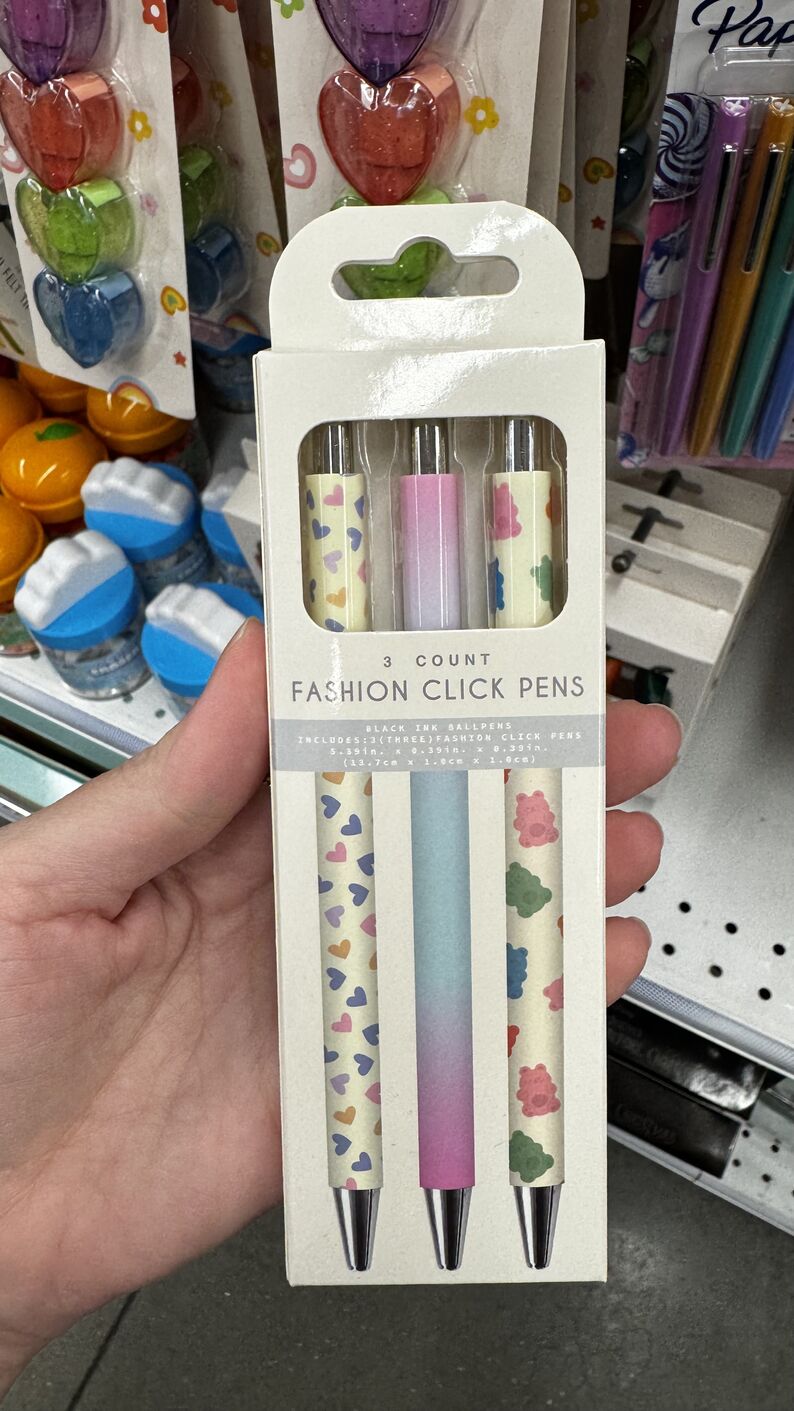 Pap
3 COUNT
FASHION CLICK PENS
BLACK INK BALLPENS
INCLUDES:3(THREE)FASHION CLICK PENS
5.39in. x 0.39in. x 0.39in.
(13.7cm x 1.0cm x 1.0cm)